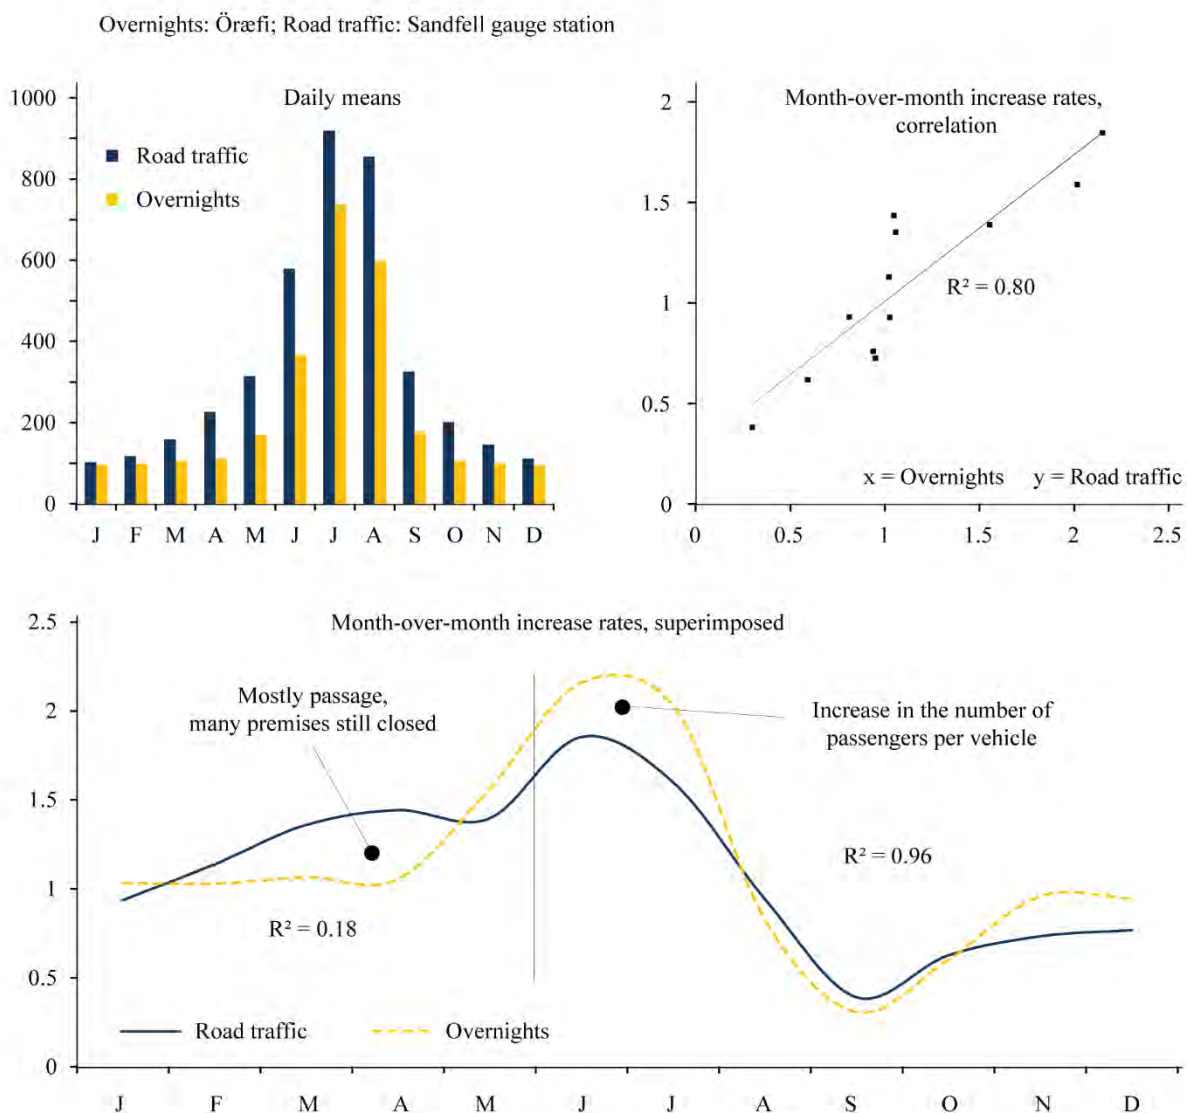 Overnights: Öræfi; Road traffic: Sandfell gauge station
Daily means
1000
800
600
400
200
0
Road traffic
Overnights
J F M A M J J A S O N D
Month-over-month increase rates,
correlation
2
1.5
1
0.5
0
R² = 0.80
x = Overnights y = Road traffic
0 0.5 1 1.5 2 2.5
Month-over-month increase rates, superimposed
2.5
2
1.5
1
0.5
0
Mostly passage,
many premises still closed
Increase in the number of
passengers per vehicle
R² = 0.18
R² = 0.96
Road traffic
Overnights
J F M A M J J A S O N D